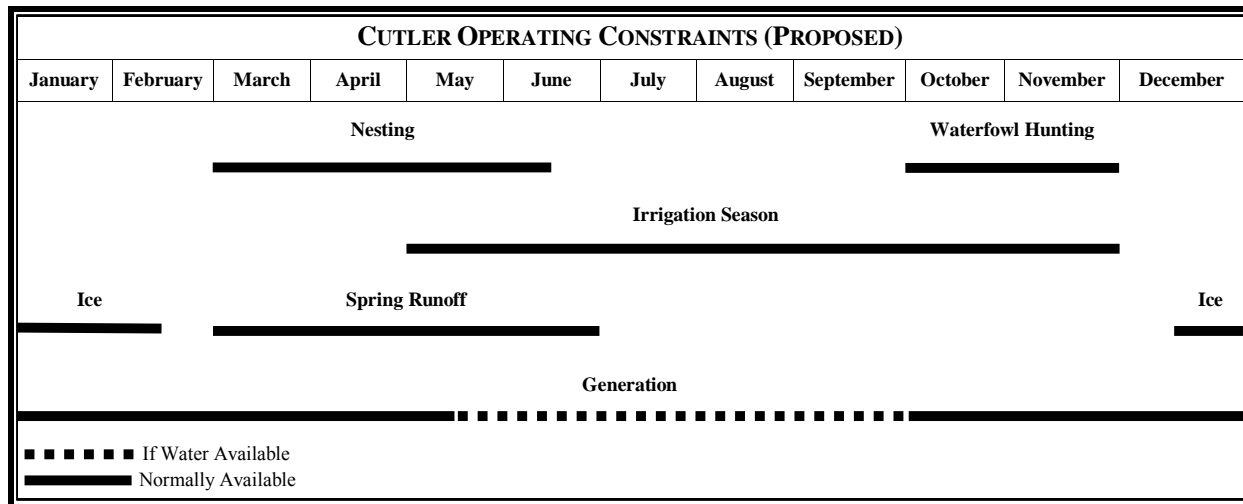 CUTLER OPERATING CONSTRAINTS (PROPOSED)
January February March April May June July August September October November December
Nesting Waterfowl Hunting
Irrigation Season
Ice Spring Runoff Ice
Generation
If Water Available
Normally Available